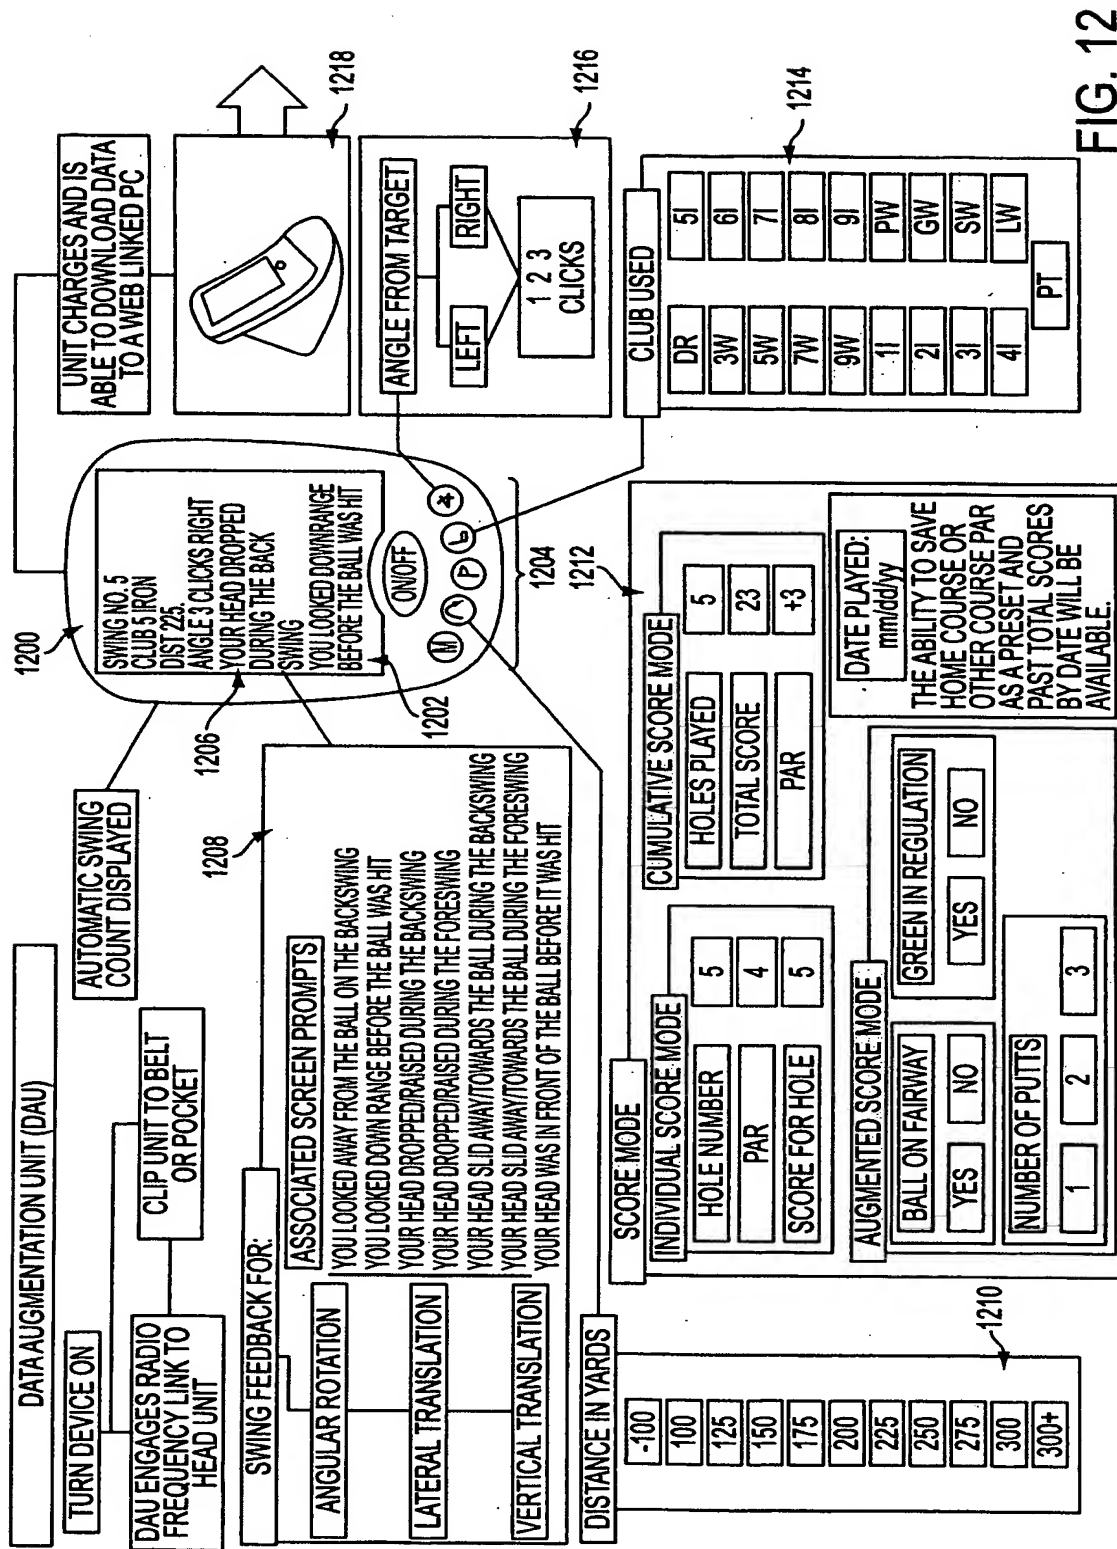 DATA AUGMENTATION UNIT (DAU)
TURN DEVICE ON
DAU ENGAGES RADIO
FREQUENCY LINK TO
HEAD UNIT
CLIP UNIT TO BELT
OR POCKET
AUTOMATIC SWING
COUNT DISPLAYED
1200
SWING NO. 5
CLUB 5 IRON
DIST 225.
ANGLE 3 CLICKS RIGHT
YOUR HEAD DROPPED
DURING THE BACK
SWING
YOU LOOKED DOWNRANGE
BEFORE THE BALL WAS HIT
1206
1202
ON/OFF
M
P
1204
UNIT CHARGES AND IS
ABLE TO DOWNLOAD DATA
TO A WEB LINKED PC
1218
SWING FEEDBACK FOR:
1208
ANGULAR ROTATION
LATERAL TRANSLATION
VERTICAL TRANSLATION
ASSOCIATED SCREEN PROMPTS
YOU LOOKED AWAY FROM THE BALL ON THE BACKSWING
YOU LOOKED DOWN RANGE BEFORE THE BALL WAS HIT
YOUR HEAD DROPPED/RAISED DURING THE BACKSWING
YOUR HEAD DROPPED/RAISED DURING THE FORESWING
YOUR HEAD SLID AWAY/TOWARDS THE BALL DURING THE BACKSWING
YOUR HEAD SLID AWAY/TOWARDS THE BALL DURING THE FORESWING
YOUR HEAD WAS IN FRONT OF THE BALL BEFORE IT WAS HIT
ANGLE FROM TARGET
LEFT
RIGHT
1 2 3
CLICKS
1216
DISTANCE IN YARDS
-100
100
125
150
175
200
225
250
275
300
300+
1210
SCORE MODE
1212
INDIVIDUAL SCORE MODE
HOLE NUMBER
5
PAR
4
SCORE FOR HOLE
5
CUMULATIVE SCORE MODE
HOLES PLAYED
5
TOTAL SCORE
23
PAR
+3
AUGMENTED SCORE MODE
BALL ON FAIRWAY
YES
NO
GREEN IN REGULATION
YES
NO
NUMBER OF PUTTS
1
2
3
DATE PLAYED:
mm/dd/yy
THE ABILITY TO SAVE
HOME COURSE OR
OTHER COURSE PAR
AS A PRESET AND
PAST TOTAL SCORES
BY DATE WILL BE
AVAILABLE.
CLUB USED
1214
DR
5I
3W
6I
5W
7I
7W
8I
9W
9I
1I
PW
2I
GW
3I
SW
4I
LW
PT
FIG. 12